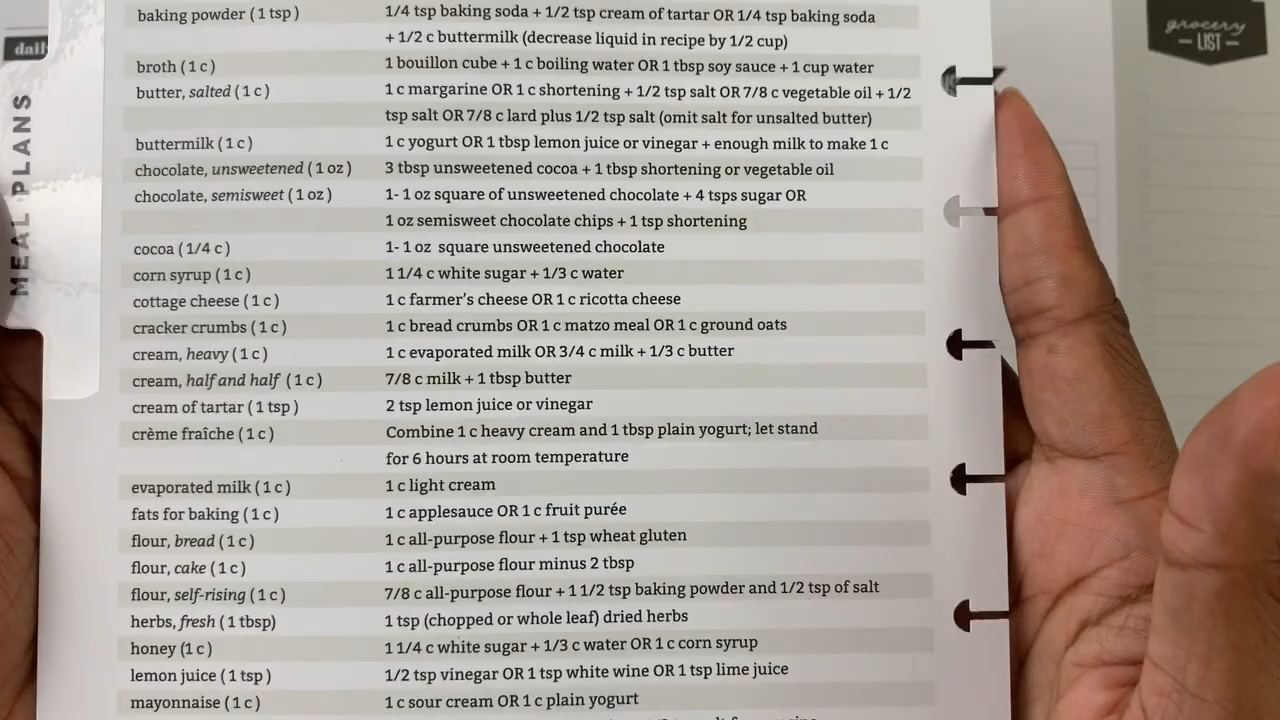 baking powder (1 tsp) 1/4 tsp baking soda + 1/2 tsp cream of tartar OR 1/4 tsp baking soda
+ 1/2 c buttermilk (decrease liquid in recipe by 1/2 cup)
broth (1 c) 1 bouillon cube + 1 c boiling water OR 1 tbsp soy sauce + 1 cup water
butter, salted (1 c) 1 c margarine OR 1 c shortening + 1/2 tsp salt OR 7/8 c vegetable oil + 1/2
tsp salt OR 7/8 c lard plus 1/2 tsp salt (omit salt for unsalted butter)
buttermilk (1 c) 1 c yogurt OR 1 tbsp lemon juice or vinegar + enough milk to make 1 c
chocolate, unsweetened (1 oz) 3 tbsp unsweetened cocoa + 1 tbsp shortening or vegetable oil
chocolate, semisweet (1 oz) 1- 1 oz square of unsweetened chocolate + 4 tsps sugar OR
1 oz semisweet chocolate chips + 1 tsp shortening
cocoa (1/4 c) 1- 1 oz square unsweetened chocolate
corn syrup (1 c) 1 1/4 c white sugar + 1/3 c water
cottage cheese (1 c) 1 c farmer's cheese OR 1 c ricotta cheese
cracker crumbs (1 c) 1 c bread crumbs OR 1 c matzo meal OR 1 c ground oats
cream, heavy (1 c) 1 c evaporated milk OR 3/4 c milk + 1/3 c butter
cream, half and half (1 c) 7/8 c milk + 1 tbsp butter
cream of tartar (1 tsp) 2 tsp lemon juice or vinegar
crème fraîche (1 c) Combine 1 c heavy cream and 1 tbsp plain yogurt; let stand
for 6 hours at room temperature
evaporated milk (1 c) 1 c light cream
fats for baking (1 c) 1 c applesauce OR 1 c fruit purée
flour, bread (1 c) 1 c all-purpose flour + 1 tsp wheat gluten
flour, cake (1 c) 1 c all-purpose flour minus 2 tbsp
flour, self-rising (1 c) 7/8 c all-purpose flour + 1 1/2 tsp baking powder and 1/2 tsp of salt
herbs, fresh (1 tbsp) 1 tsp (chopped or whole leaf) dried herbs
honey (1 c) 1 1/4 c white sugar + 1/3 c water OR 1 c corn syrup
lemon juice (1 tsp) 1/2 tsp vinegar OR 1 tsp white wine OR 1 tsp lime juice
mayonnaise (1 c) 1 c sour cream OR 1 c plain yogurt
MEAL PLANS
dail
grocery
LIST